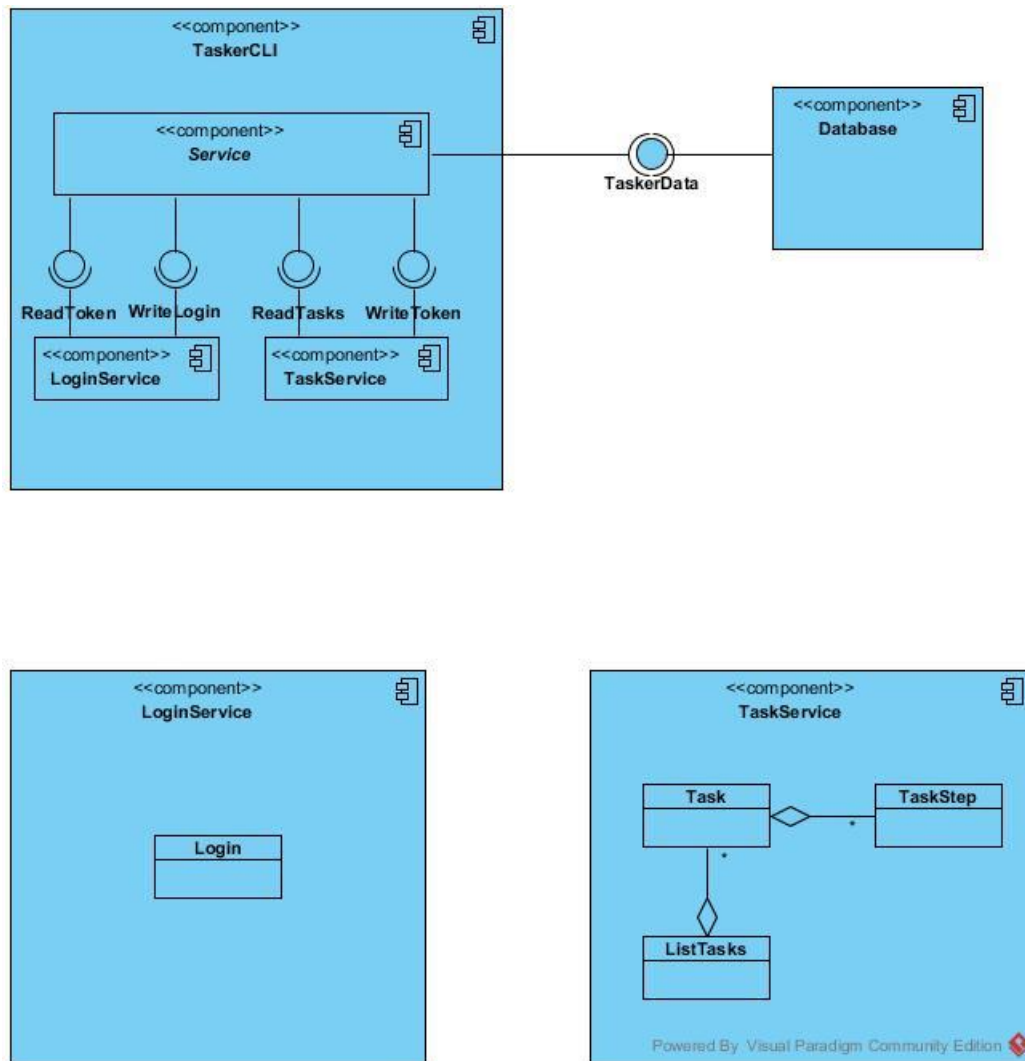 <<component>>
TaskerCLI
<<component>>
Service
<<component>>
Database
TaskerData
ReadToken WriteLogin ReadTasks WriteToken
<<component>>
LoginService
<<component>>
TaskService
<<component>>
LoginService
Login
<<component>>
TaskService
Task
*
TaskStep
*
ListTasks
Powered By Visual Paradigm Community Edition